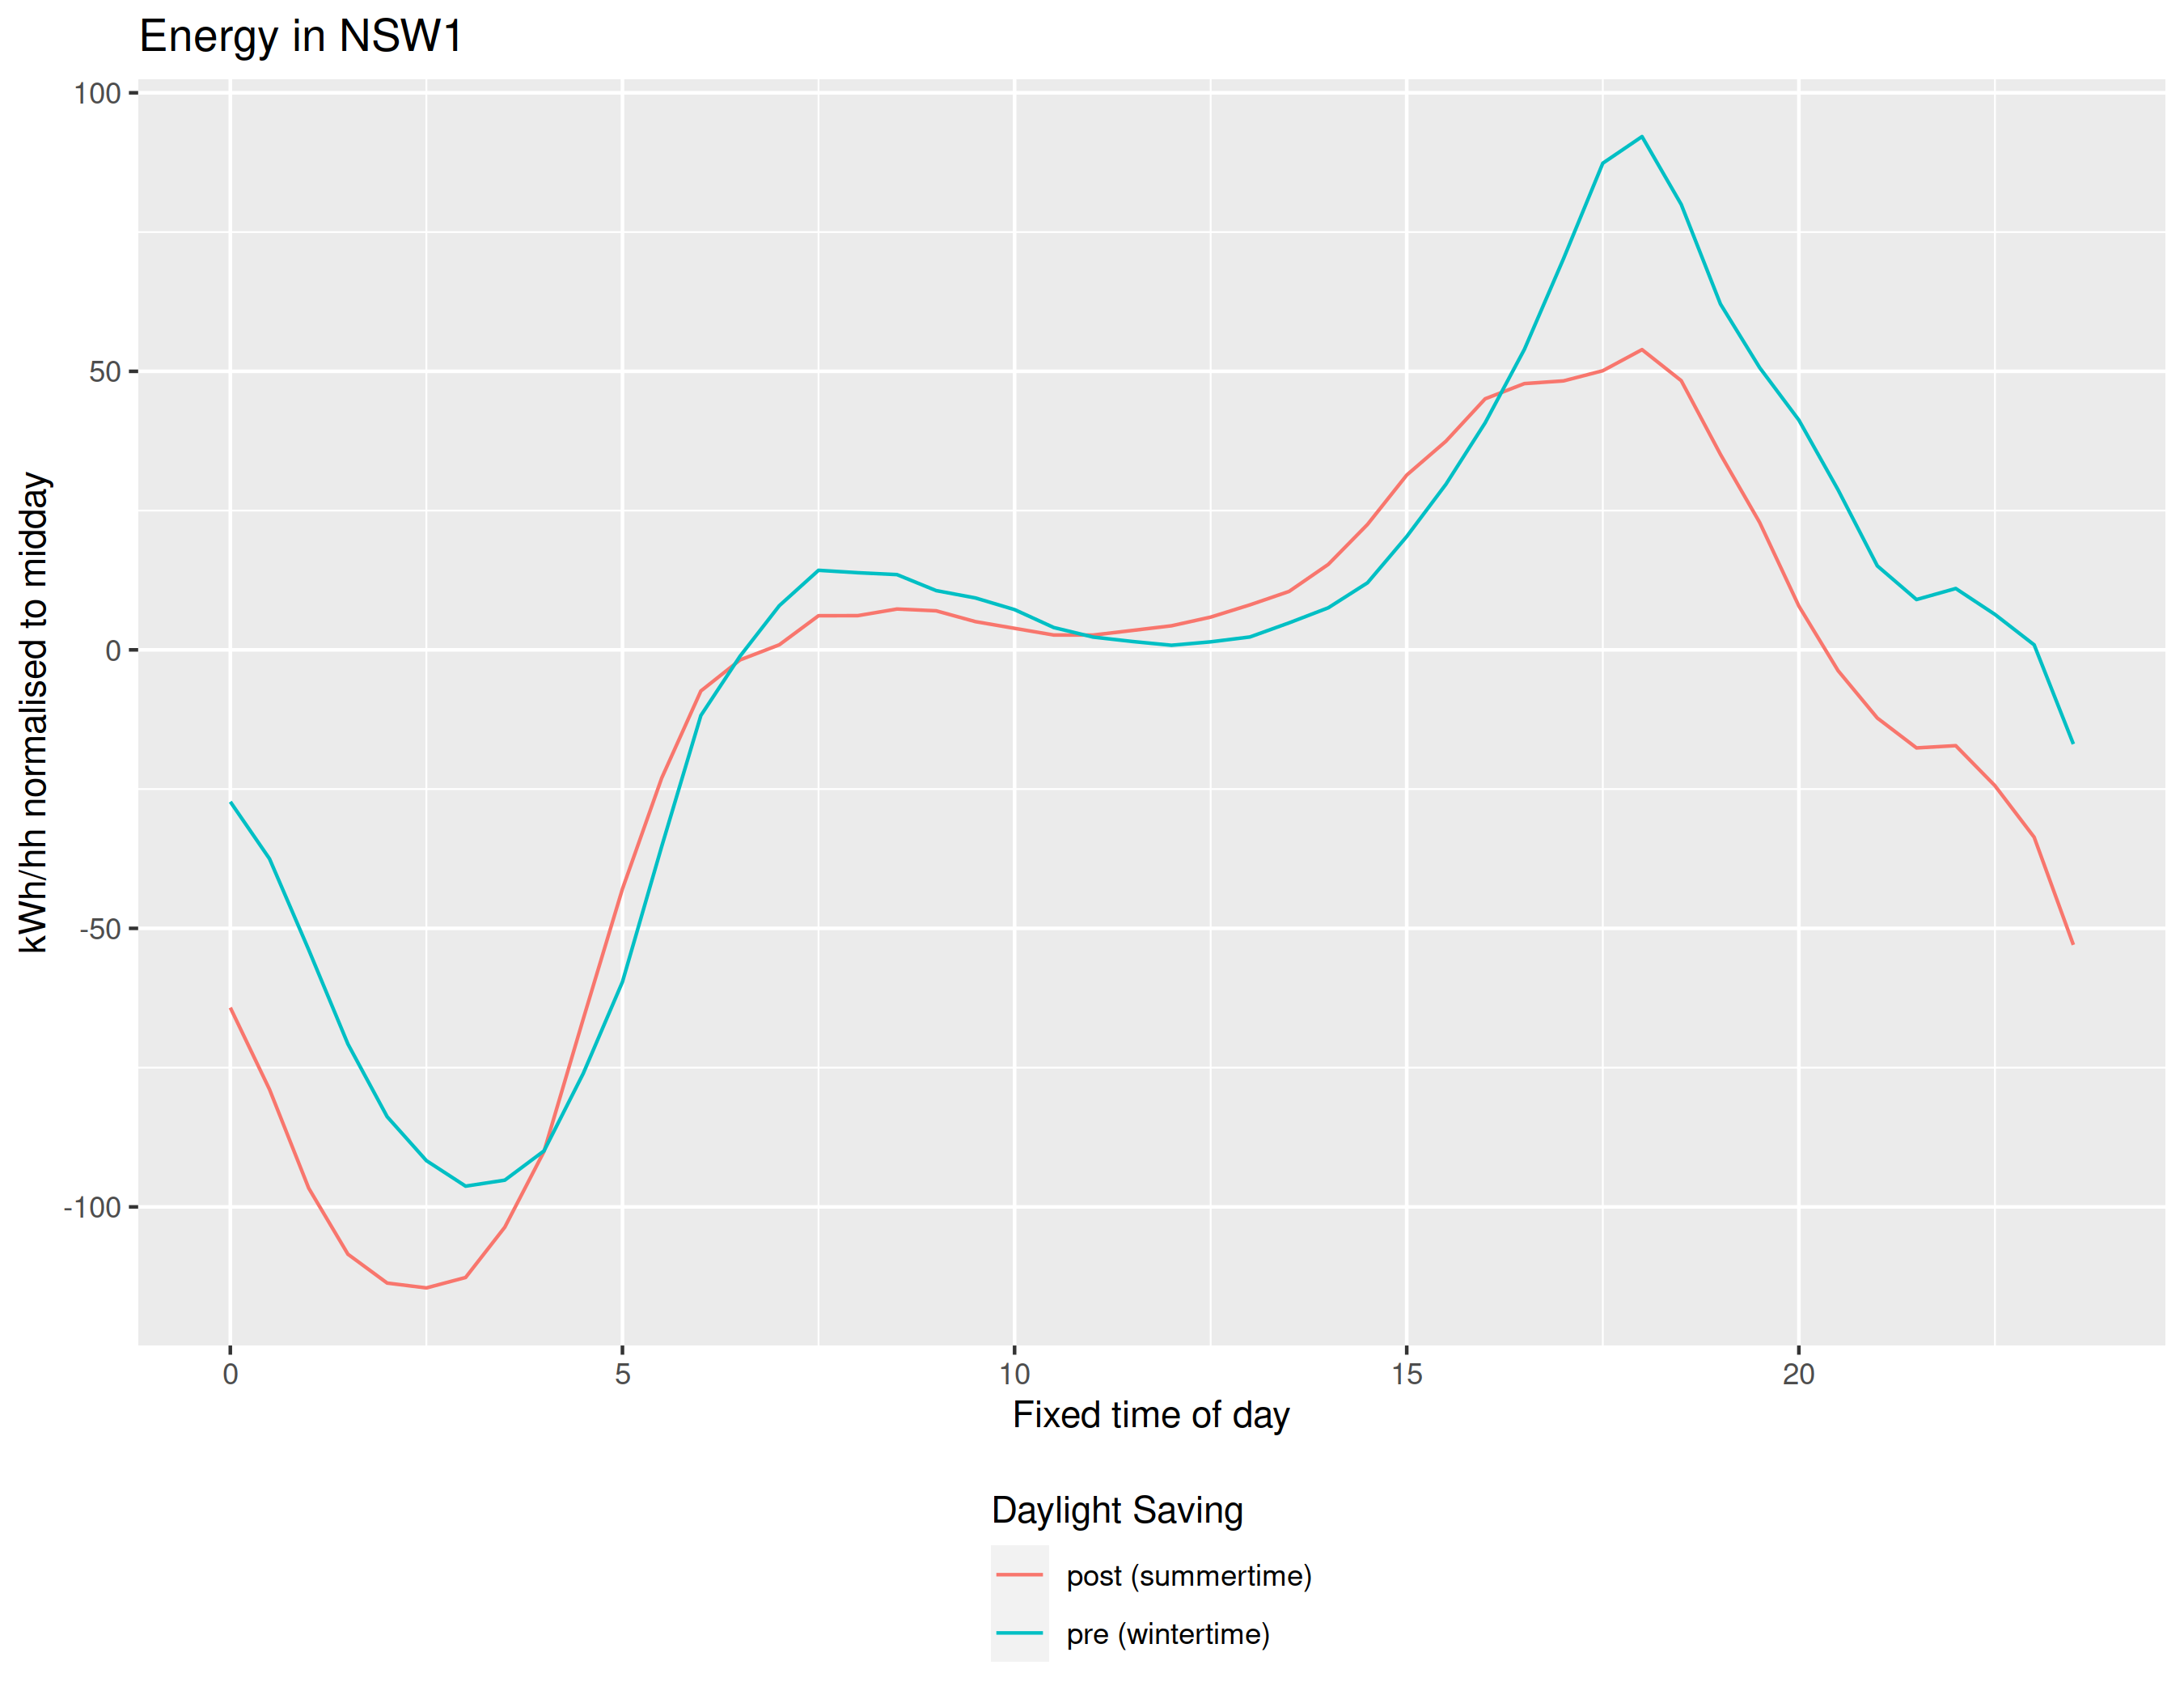 Energy in NSW1
100
50
0
-50
-100
kWh/hh normalised to midday
0 5 10 15 20
Fixed time of day
Daylight Saving
post (summertime)
pre (wintertime)